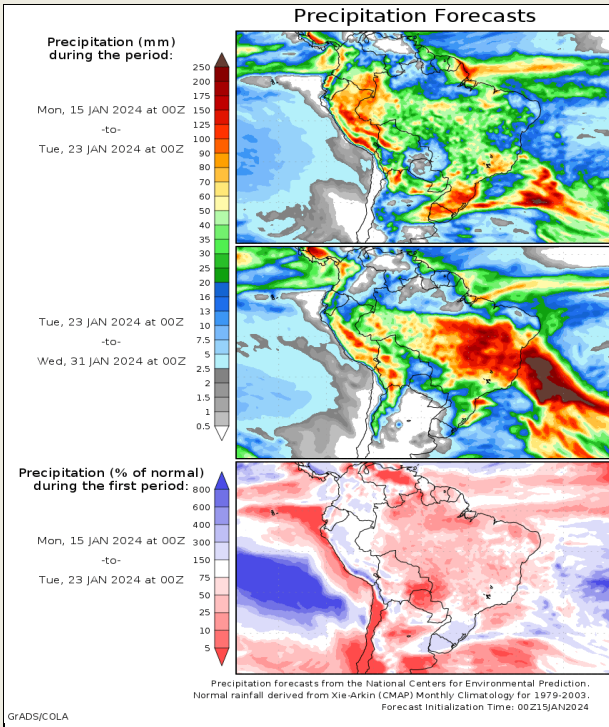 Precipitation Forecasts
Precipitation (mm)
during the period:
250
200
175
150
125
100
90
80
70
60
50
40
35
30
25
20
16
13
10
7.5
5
2.5
2
1.5
1
0.5
Mon, 15 JAN 2024 at 00Z
-to-
Tue, 23 JAN 2024 at 00Z
Tue, 23 JAN 2024 at 00Z
-to-
Wed, 31 JAN 2024 at 00Z
Precipitation (% of normal)
during the first period:
800
600
400
300
150
75
50
25
10
5
Mon, 15 JAN 2024 at 00Z
-to-
Tue, 23 JAN 2024 at 00Z
Precipitation forecasts from the National Centers for Environmental Prediction.
Normal rainfall derived from Xie-Arkin (CMAP) Monthly Climatology for 1979-2003.
Forecast Initialization Time: 00Z15JAN2024
GrADS/COLA